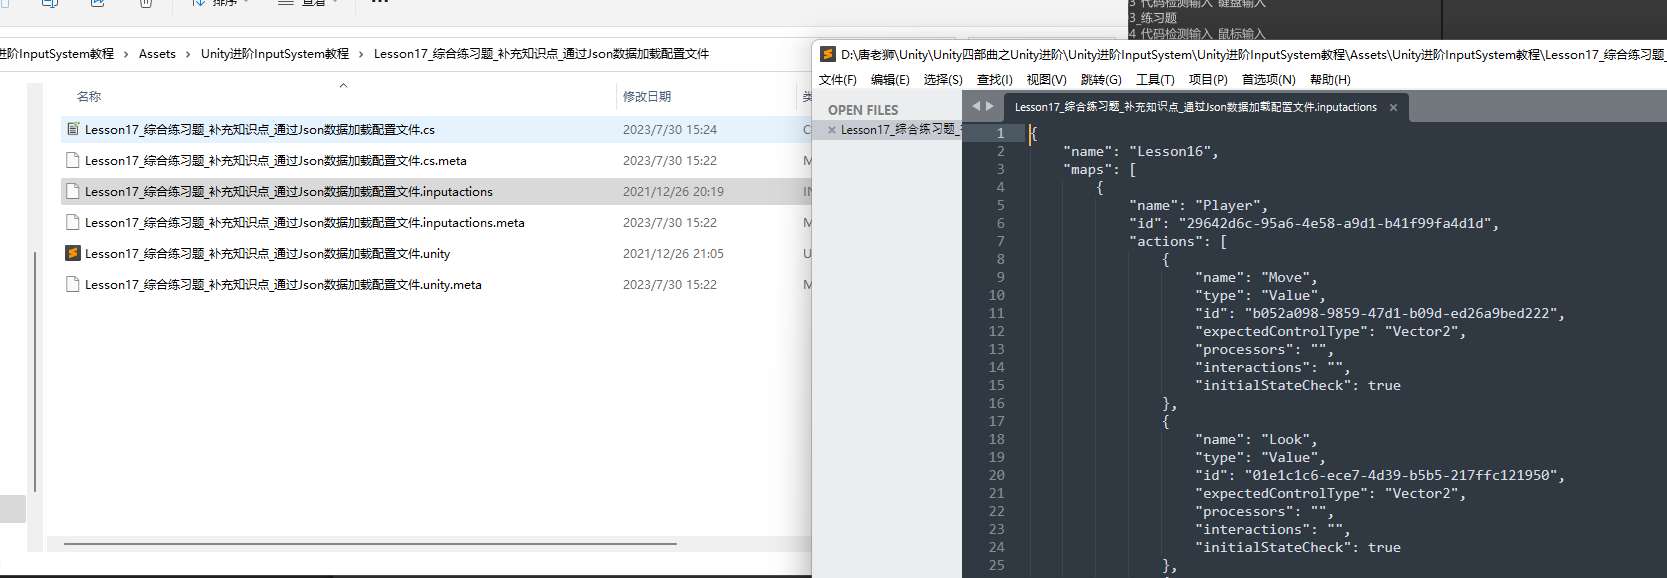 排序
查看
阶InputSystem教程 › Assets › Unity进阶InputSystem教程 › Lesson17_综合练习题_补充知识点_通过Json数据加载配置文件
名称 修改日期
Lesson17_综合练习题_补充知识点_通过Json数据加载配置文件.cs 2023/7/30 15:24
Lesson17_综合练习题_补充知识点_通过Json数据加载配置文件.cs.meta 2023/7/30 15:22
Lesson17_综合练习题_补充知识点_通过Json数据加载配置文件.inputactions 2021/12/26 20:19
Lesson17_综合练习题_补充知识点_通过Json数据加载配置文件.inputactions.meta 2023/7/30 15:22
Lesson17_综合练习题_补充知识点_通过Json数据加载配置文件.unity 2021/12/26 21:05
Lesson17_综合练习题_补充知识点_通过Json数据加载配置文件.unity.meta 2023/7/30 15:22
3 代码检测输入 键盘输入
3_练习题
4 代码检测输入 鼠标输入
D:\唐老狮\Unity\Unity四部曲之Unity进阶\Unity进阶InputSystem\Unity进阶InputSystem教程\Assets\Unity进阶InputSystem教程\Lesson17_综合练习题_
文件(F) 编辑(E) 选择(S) 查找(I) 视图(V) 跳转(G) 工具(T) 项目(P) 首选项(N) 帮助(H)
OPEN FILES
Lesson17_综合练习题_
Lesson17_综合练习题_补充知识点_通过Json数据加载配置文件.inputactions
1 {
2 "name": "Lesson16",
3 "maps": [
4 {
5 "name": "Player",
6 "id": "29642d6c-95a6-4e58-a9d1-b41f99fa4d1d",
7 "actions": [
8 {
9 "name": "Move",
10 "type": "Value",
11 "id": "b052a098-9859-47d1-b09d-ed26a9bed222",
12 "expectedControlType": "Vector2",
13 "processors": "",
14 "interactions": "",
15 "initialStateCheck": true
16 },
17 {
18 "name": "Look",
19 "type": "Value",
20 "id": "01e1c1c6-ece7-4d39-b5b5-217ffc121950",
21 "expectedControlType": "Vector2",
22 "processors": "",
23 "interactions": "",
24 "initialStateCheck": true
25 },